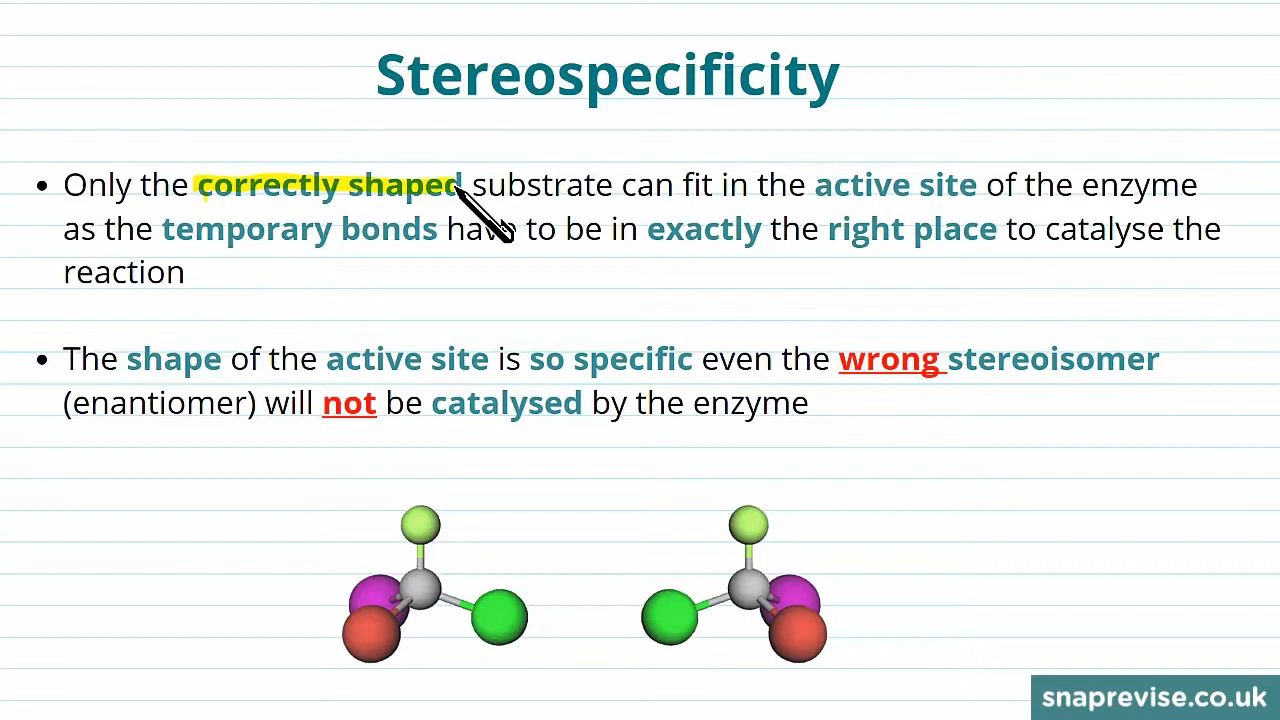 Stereospecificity
• Only the correctly shaped substrate can fit in the active site of the enzyme
as the temporary bonds have to be in exactly the right place to catalyse the
reaction
• The shape of the active site is so specific even the wrong stereoisomer
(enantiomer) will not be catalysed by the enzyme
snaprevise.co.uk